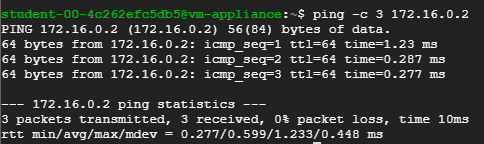 student-00-4c262efc5db5@vm-appliance:~$ ping -c 3 172.16.0.2
PING 172.16.0.2 (172.16.0.2) 56(84) bytes of data.
64 bytes from 172.16.0.2: icmp_seq=1 ttl=64 time=1.23 ms
64 bytes from 172.16.0.2: icmp_seq=2 ttl=64 time=0.287 ms
64 bytes from 172.16.0.2: icmp_seq=3 ttl=64 time=0.277 ms
--- 172.16.0.2 ping statistics ---
3 packets transmitted, 3 received, 0% packet loss, time 10ms
rtt min/avg/max/mdev = 0.277/0.599/1.233/0.448 ms